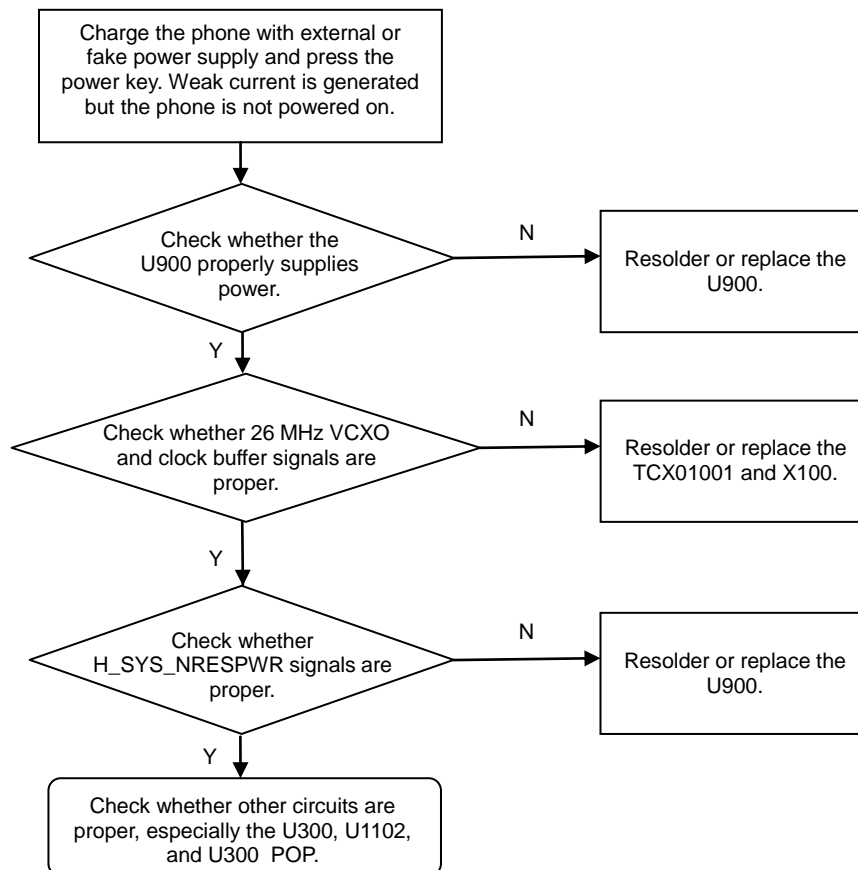 Charge the phone with external or
fake power supply and press the
power key. Weak current is generated
but the phone is not powered on.
Check whether the
U900 properly supplies
power.
N
Resolder or replace the
U900.
Y
Check whether 26 MHz VCXO
and clock buffer signals are
proper.
N
Resolder or replace the
TCX01001 and X100.
Y
Check whether
H_SYS_NRESPWR signals are
proper.
N
Resolder or replace the
U900.
Y
Check whether other circuits are
proper, especially the U300, U1102,
and U300 POP.